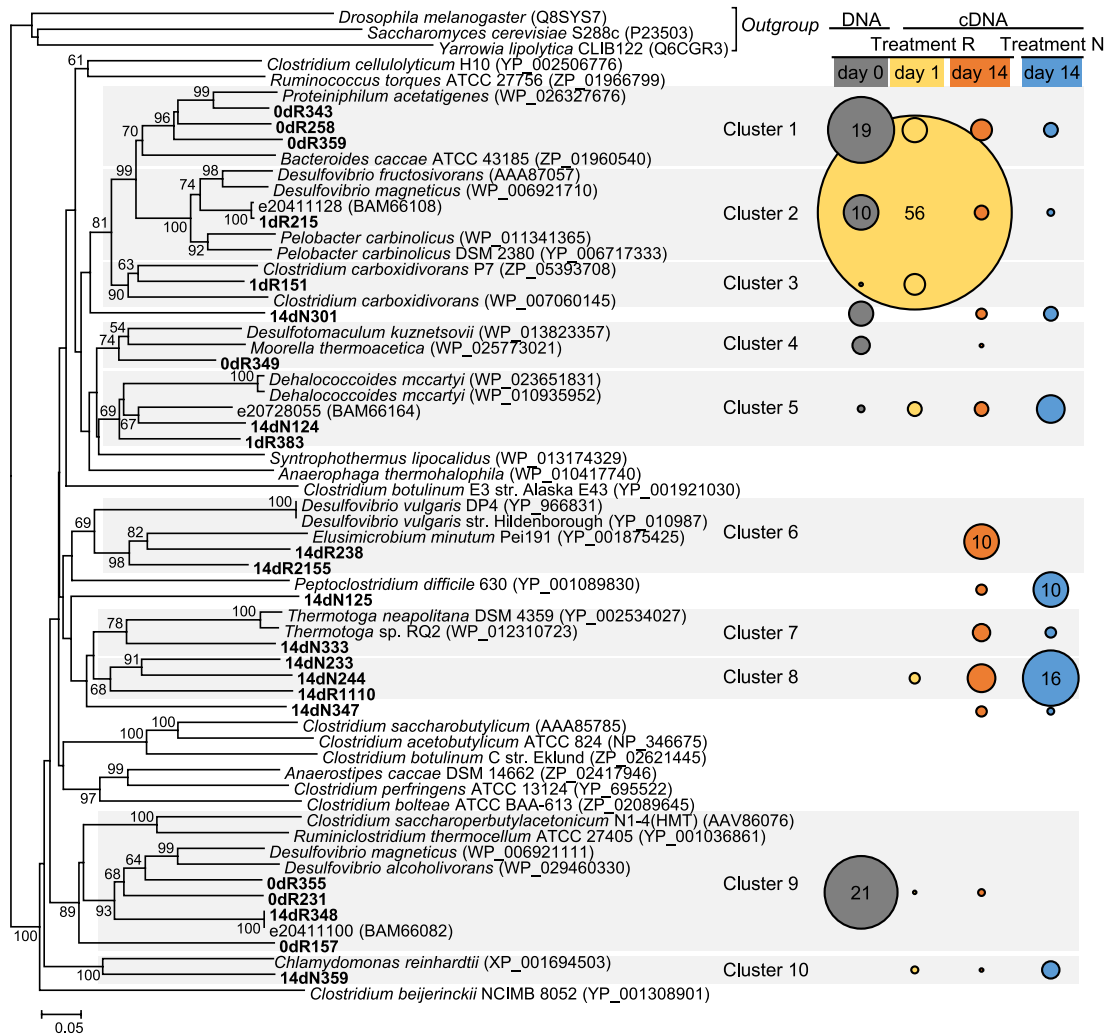 Drosophila melanogaster (Q8SYS7)
Saccharomyces cerevisiae S288c (P23503)
Yarrowia lipolytica CLIB122 (Q6CGR3)
Outgroup
DNA
cDNA
Treatment R
Treatment N
day 0
day 1
day 14
day 14
61
Clostridium cellulolyticum H10 (YP_002506776)
Ruminococcus torques ATCC 27756 (ZP_01966799)
99
Proteiniphilum acetatigenes (WP_026327676)
0dR343
96
0dR258
70
0dR359
Bacteroides caccae ATCC 43185 (ZP_01960540)
Cluster 1
19
99
98
Desulfovibrio fructosivorans (AAA87057)
74
Desulfovibrio magneticus (WP_006921710)
e20411128 (BAM66108)
100
1dR215
100
Pelobacter carbinolicus (WP_011341365)
92
Pelobacter carbinolicus DSM 2380 (YP_006717333)
Cluster 2
10
56
81
63
Clostridium carboxidivorans P7 (ZP_05393708)
1dR151
90
Clostridium carboxidivorans (WP_007060145)
Cluster 3
14dN301
54
Desulfotomaculum kuznetsovii (WP_013823357)
74
Moorella thermoacetica (WP_025773021)
0dR349
Cluster 4
100
Dehalococcoides mccartyi (WP_023651831)
Dehalococcoides mccartyi (WP_010935952)
69
e20728055 (BAM66164)
67
14dN124
1dR383
Cluster 5
Syntrophothermus lipocalidus (WP_013174329)
Anaerophaga thermohalophila (WP_010417740)
Clostridium botulinum E3 str. Alaska E43 (YP_001921030)
100
Desulfovibrio vulgaris DP4 (YP_966831)
69
Desulfovibrio vulgaris str. Hildenborough (YP_010987)
82
Elusimicrobium minutum Pei191 (YP_001875425)
14dR238
98
14dR2155
Cluster 6
10
Peptoclostridium difficile 630 (YP_001089830)
14dN125
10
100
Thermotoga neapolitana DSM 4359 (YP_002534027)
78
Thermotoga sp. RQ2 (WP_012310723)
14dN333
Cluster 7
91
14dN233
14dN244
68
14dR1110
Cluster 8
16
14dN347
100
Clostridium saccharobutylicum (AAA85785)
100
Clostridium acetobutylicum ATCC 824 (NP_346675)
Clostridium botulinum C str. Eklund (ZP_02621445)
99
Anaerostipes caccae DSM 14662 (ZP_02417946)
Clostridium perfringens ATCC 13124 (YP_695522)
97
Clostridium bolteae ATCC BAA-613 (ZP_02089645)
100
Clostridium saccharoperbutylacetonicum N1-4(HMT) (AAV86076)
Ruminiclostridium thermocellum ATCC 27405 (YP_001036861)
99
Desulfovibrio magneticus (WP_006921111)
64
Desulfovibrio alcoholivorans (WP_029460330)
68
0dR355
0dR231
93
14dR348
89
100
e20411100 (BAM66082)
0dR157
Cluster 9
21
100
100
Chlamydomonas reinhardtii (XP_001694503)
14dN359
Cluster 10
Clostridium beijerinckii NCIMB 8052 (YP_001308901)
0.05